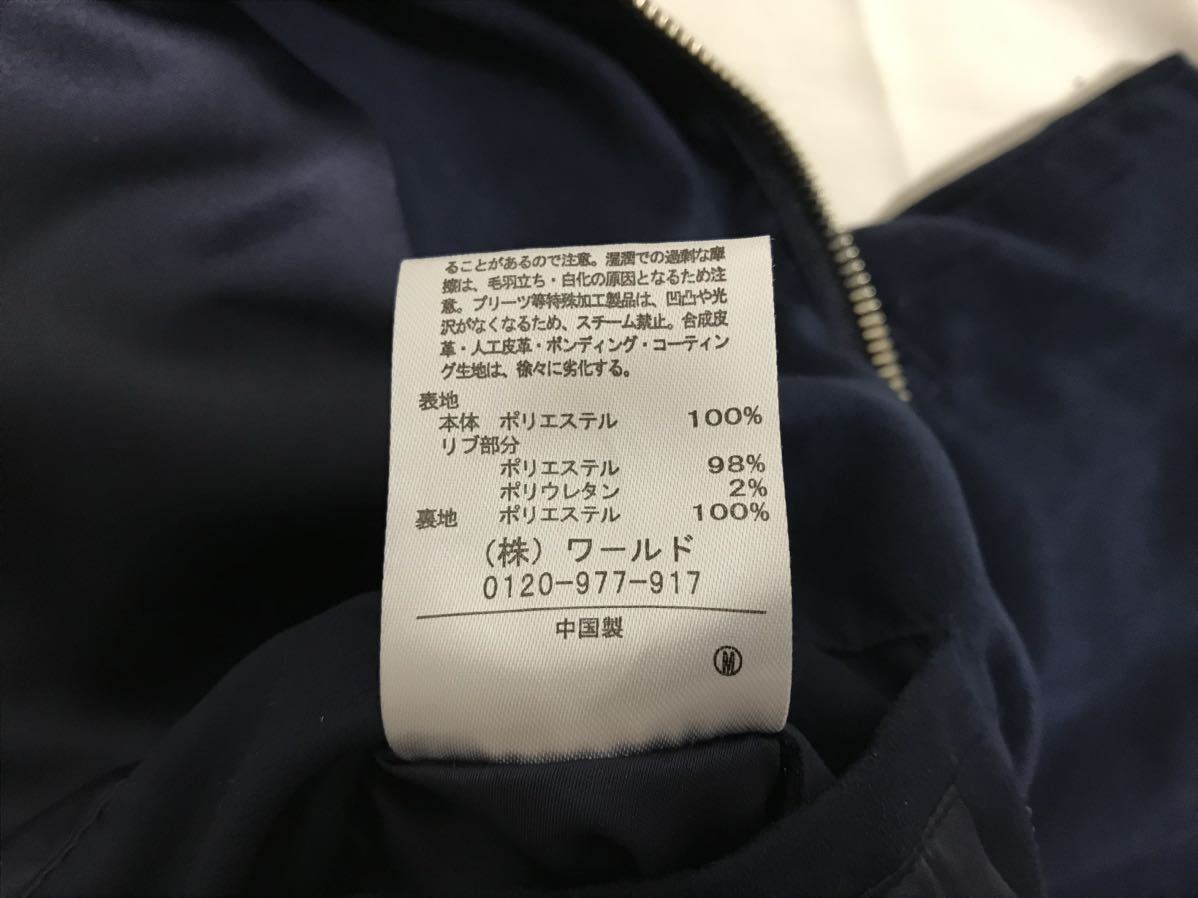 ることがあるので注意。湿潤での過剰な摩
擦は、毛羽立ち・白化の原因となるため注
意。プリーツ等特殊加工製品は、凹凸や光
沢がなくなるため、スチーム禁止。合成皮
革・人工皮革・ボンディング・コーティン
グ生地は、徐々に劣化する。
表地
本体 ポリエステル 100%
リブ部分
ポリエステル 98%
ポリウレタン 2%
裏地 ポリエステル 100%
(株) ワールド
0120-977-917
中国製
Ⓜ